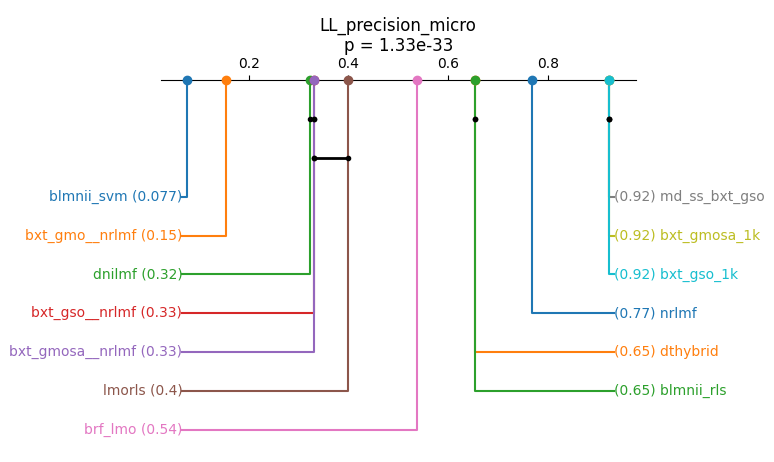 LL_precision_micro
p = 1.33e-33
0.2 0.4 0.6 0.8
blmnii_svm (0.077)
(0.92) md_ss_bxt_gso
bxt_gmo__nrlmf (0.15)
(0.92) bxt_gmosa_1k
dnilmf (0.32)
(0.92) bxt_gso_1k
bxt_gso__nrlmf (0.33)
(0.77) nrlmf
bxt_gmosa__nrlmf (0.33)
(0.65) dthybrid
lmorls (0.4)
(0.65) blmnii_rls
brf_lmo (0.54)